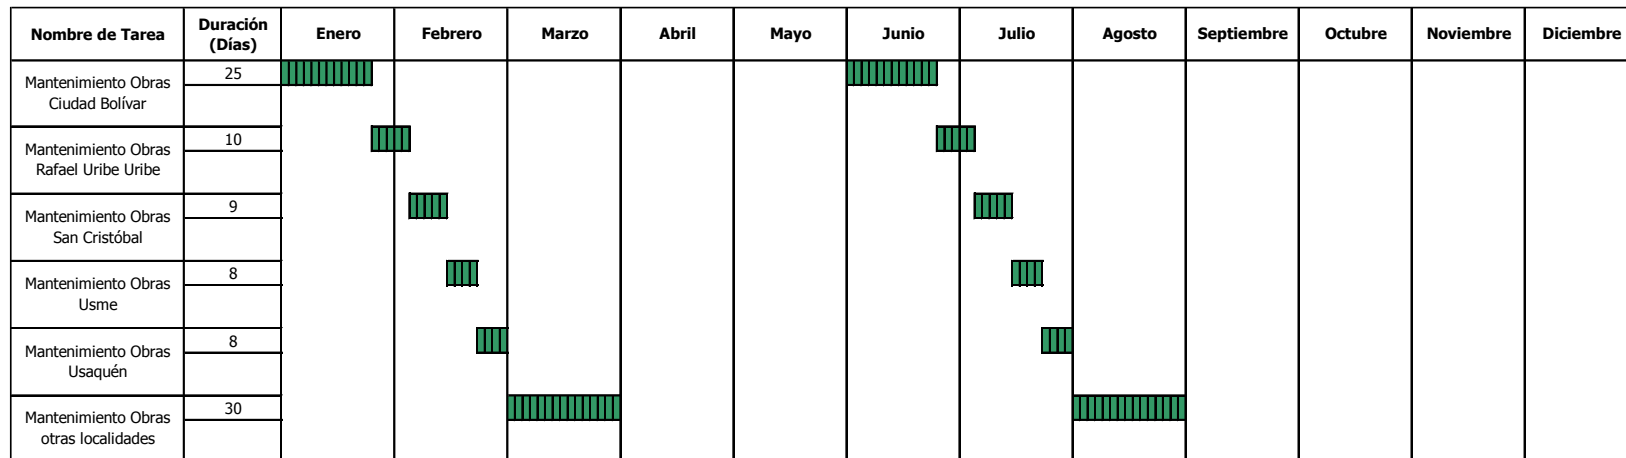 Nombre de Tarea
Duración
(Días)
Enero
Febrero
Marzo
Abril
Mayo
Junio
Julio
Agosto
Septiembre
Octubre
Noviembre
Diciembre
Mantenimiento Obras
Ciudad Bolívar
25
Mantenimiento Obras
Rafael Uribe Uribe
10
Mantenimiento Obras
San Cristóbal
9
Mantenimiento Obras
Usme
8
Mantenimiento Obras
Usaquén
8
Mantenimiento Obras
otras localidades
30